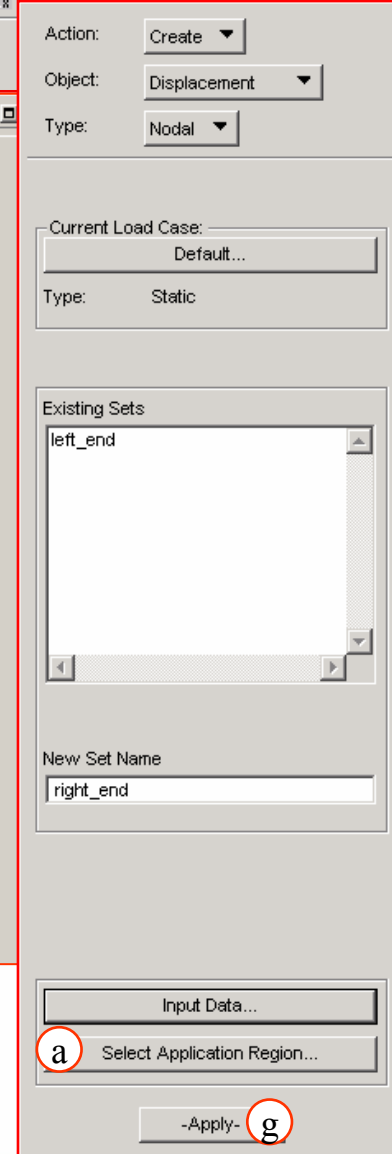 Action: Create
Object: Displacement
Type: Nodal
Current Load Case:
Default...
Type: Static
Existing Sets
left_end
New Set Name
right_end
Input Data...
a Select Application Region...
-Apply- g